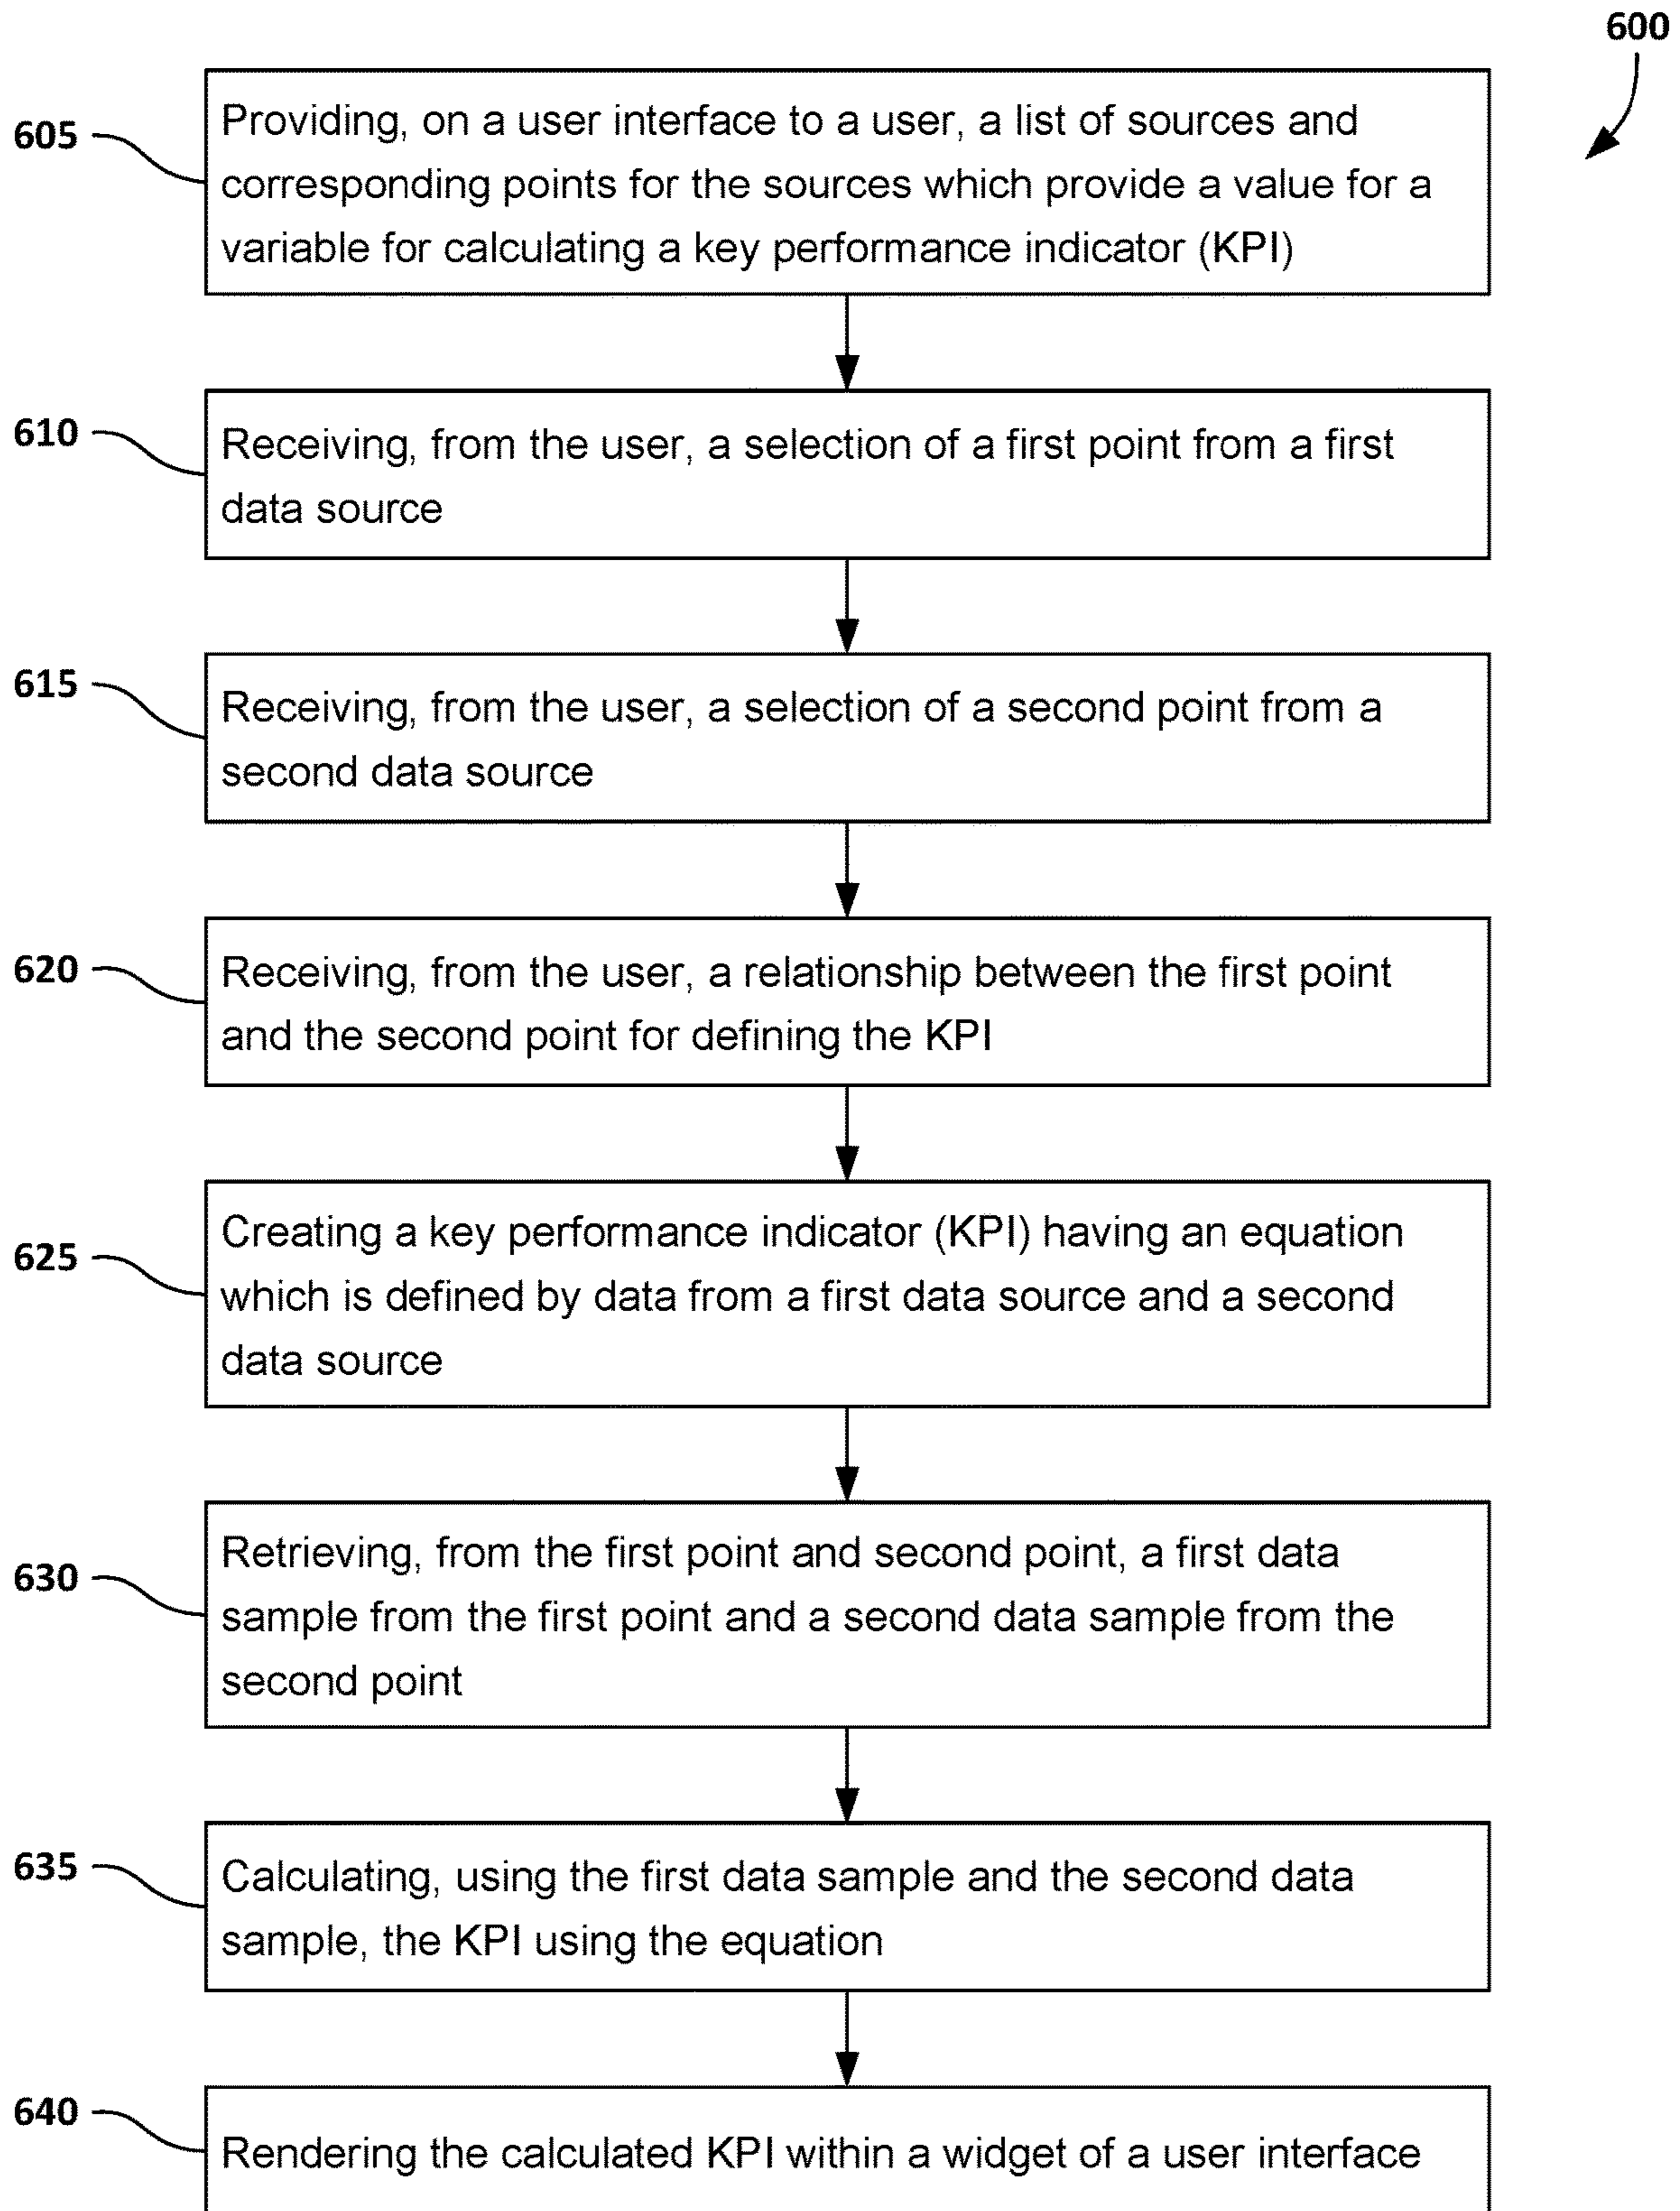 600
605
Providing, on a user interface to a user, a list of sources and
corresponding points for the sources which provide a value for a
variable for calculating a key performance indicator (KPI)
610
Receiving, from the user, a selection of a first point from a first
data source
615
Receiving, from the user, a selection of a second point from a
second data source
620
Receiving, from the user, a relationship between the first point
and the second point for defining the KPI
625
Creating a key performance indicator (KPI) having an equation
which is defined by data from a first data source and a second
data source
630
Retrieving, from the first point and second point, a first data
sample from the first point and a second data sample from the
second point
635
Calculating, using the first data sample and the second data
sample, the KPI using the equation
640
Rendering the calculated KPI within a widget of a user interface